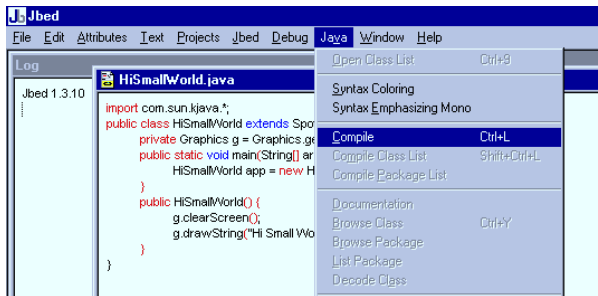 Jbed
File Edit Attributes Text Projects Jbed Debug Java Window Help
Log
Jbed 1.3.10
HiSmallWorld.java
import com.sun.kjava.*;
public class HiSmallWorld extends Spo
private Graphics g = Graphics.ge
public static void main(String[] ar
HiSmallWorld app = new H
}
public HiSmallWorld() {
g.clearScreen();
g.drawString("Hi Small Wo
}
}
Open Class List Ctrl+9
Syntax Coloring
Syntax Emphasizing Mono
Compile Ctrl+L
Compile Class List Shift+Ctrl+L
Compile Package List
Documentation
Browse Class Ctrl+Y
Browse Package
List Package
Decode Class